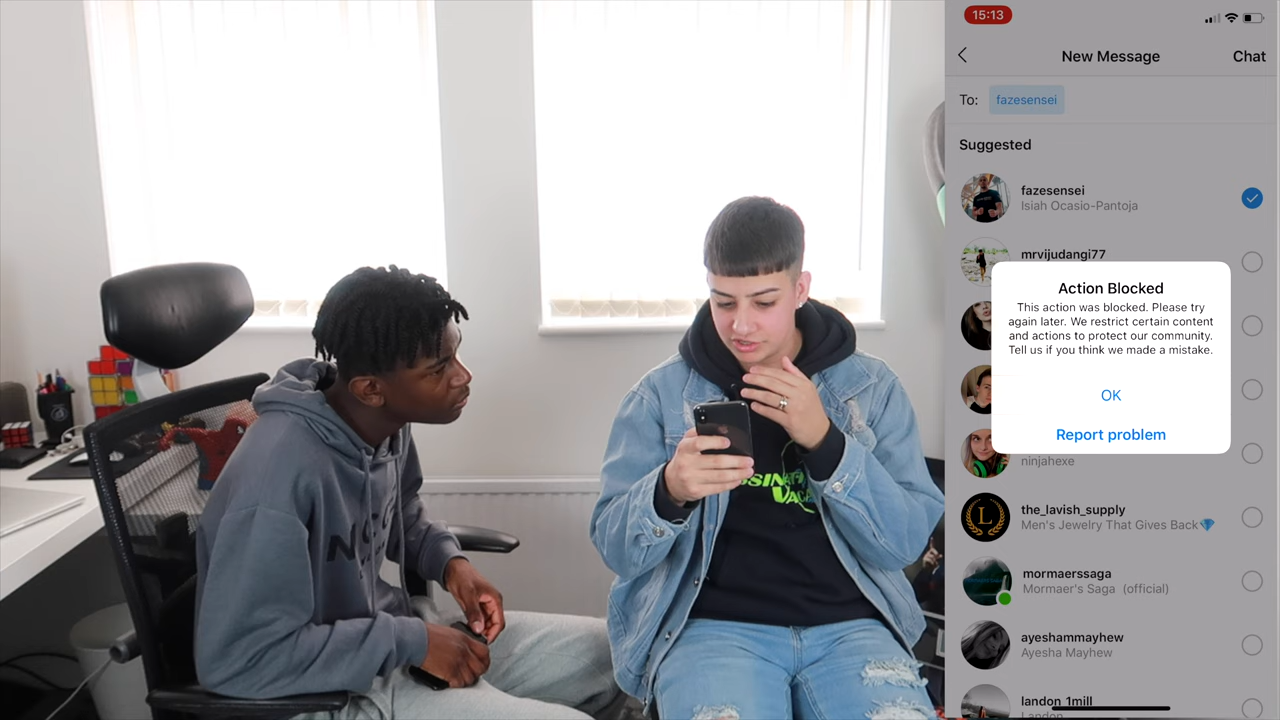 15:13
New Message
Chat
To:
fazesensei
Suggested
fazesensei
Isiah Ocasio-Pantoja
mrvijudangi77
Action Blocked
This action was blocked. Please try
again later. We restrict certain content
and actions to protect our community.
Tell us if you think we made a mistake.
OK
Report problem
ninjahexe
the_lavish_supply
L
Men's Jewelry That Gives Back💎
mormaerssaga
Mormaer's Saga (official)
ayeshammayhew
Ayesha Mayhew
landon_1mill
Landon